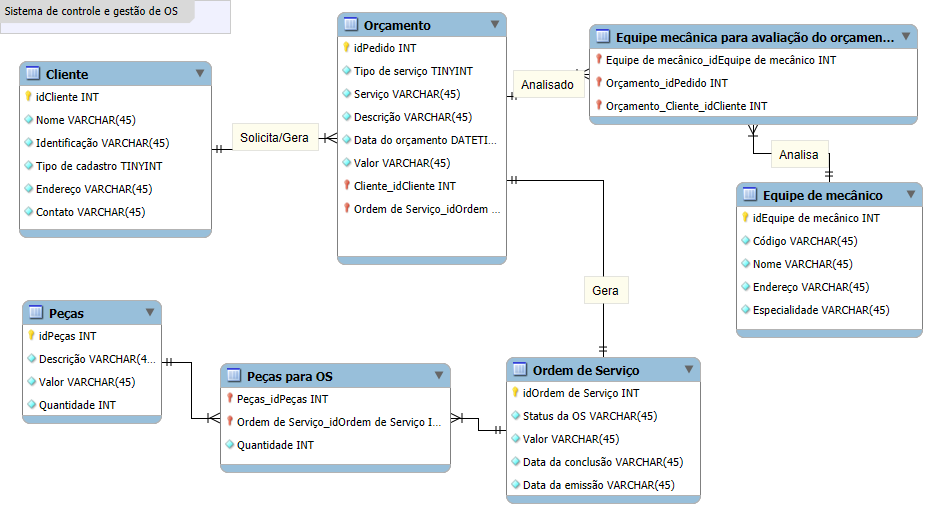 Sistema de controle e gestão de OS
Cliente
idCliente INT
Nome VARCHAR(45)
Identificação VARCHAR(45)
Tipo de cadastro TINYINT
Endereço VARCHAR(45)
Contato VARCHAR(45)
Solicita/Gera
Orçamento
idPedido INT
Tipo de serviço TINYINT
Serviço VARCHAR(45)
Descrição VARCHAR(45)
Data do orçamento DATETI...
Valor VARCHAR(45)
Cliente_idCliente INT
Ordem de Serviço_idOrdem ...
Analisado
Equipe mecânica para avaliação do orçamen...
Equipe de mecânico_idEquipe de mecânico INT
Orçamento_idPedido INT
Orçamento_Cliente_idCliente INT
Analisa
Equipe de mecânico
idEquipe de mecânico INT
Código VARCHAR(45)
Nome VARCHAR(45)
Endereço VARCHAR(45)
Especialidade VARCHAR(45)
Gera
Peças
idPeças INT
Descrição VARCHAR(4...
Valor VARCHAR(45)
Quantidade INT
Peças para OS
Peças_idPeças INT
Ordem de Serviço_idOrdem de Serviço I...
Quantidade INT
Ordem de Serviço
idOrdem de Serviço INT
Status da OS VARCHAR(45)
Valor VARCHAR(45)
Data da conclusão VARCHAR(45)
Data da emissão VARCHAR(45)